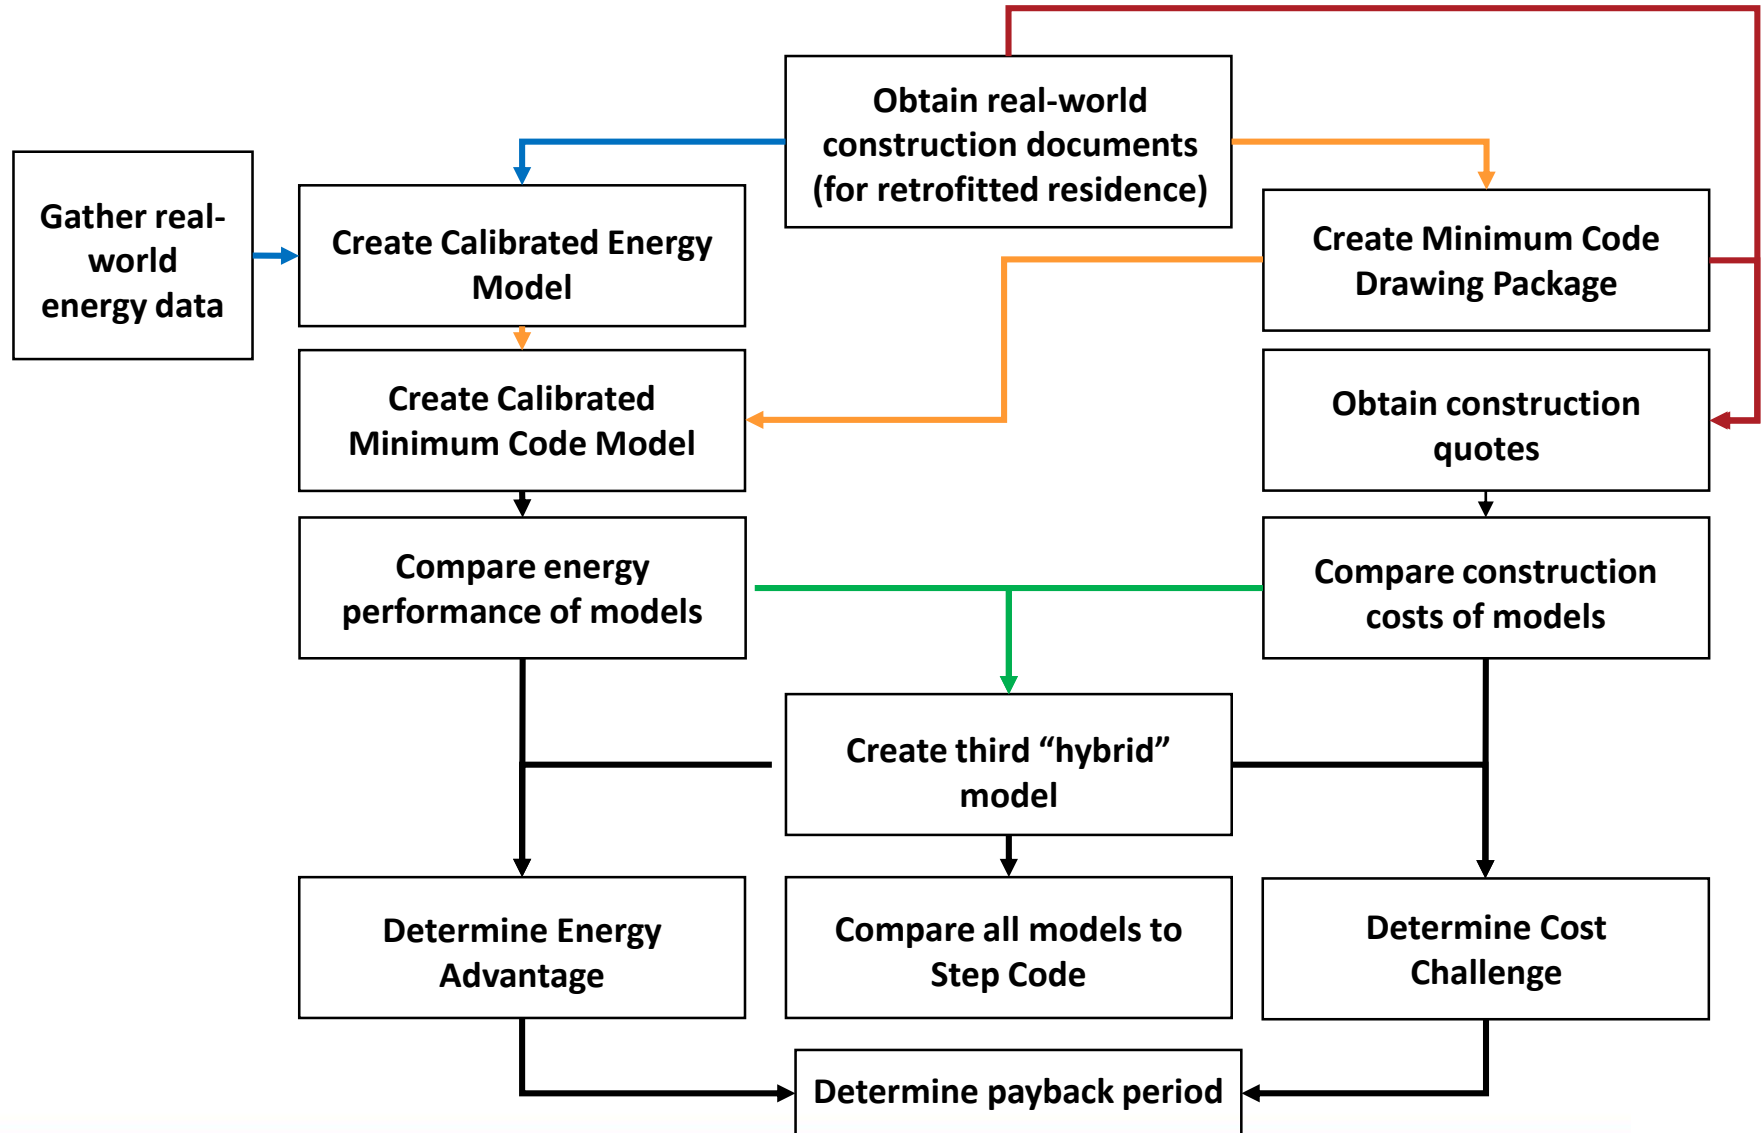 Obtain real-world
construction documents
(for retrofitted residence)
Gather real-
world
energy data
Create Calibrated Energy
Model
Create Minimum Code
Drawing Package
Create Calibrated
Minimum Code Model
Obtain construction
quotes
Compare energy
performance of models
Compare construction
costs of models
Create third “hybrid”
model
Determine Energy
Advantage
Compare all models to
Step Code
Determine Cost
Challenge
Determine payback period